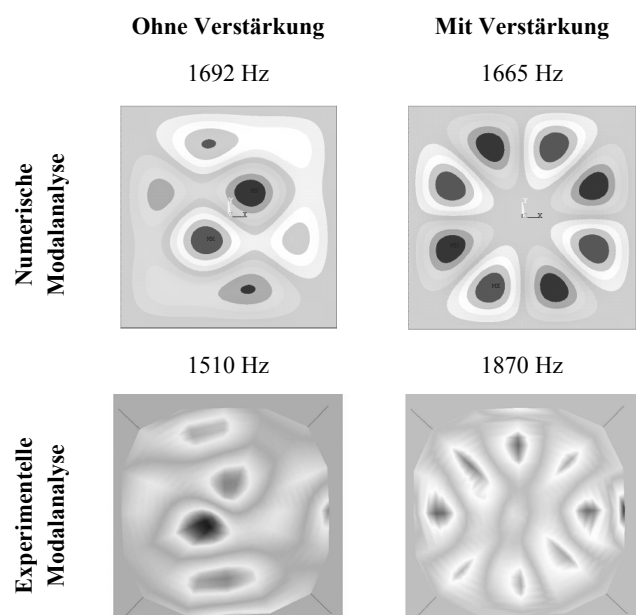 Ohne Verstärkung
Mit Verstärkung
1692 Hz
1665 Hz
Numerische
Modalanalyse
1510 Hz
1870 Hz
Experimentelle
Modalanalyse